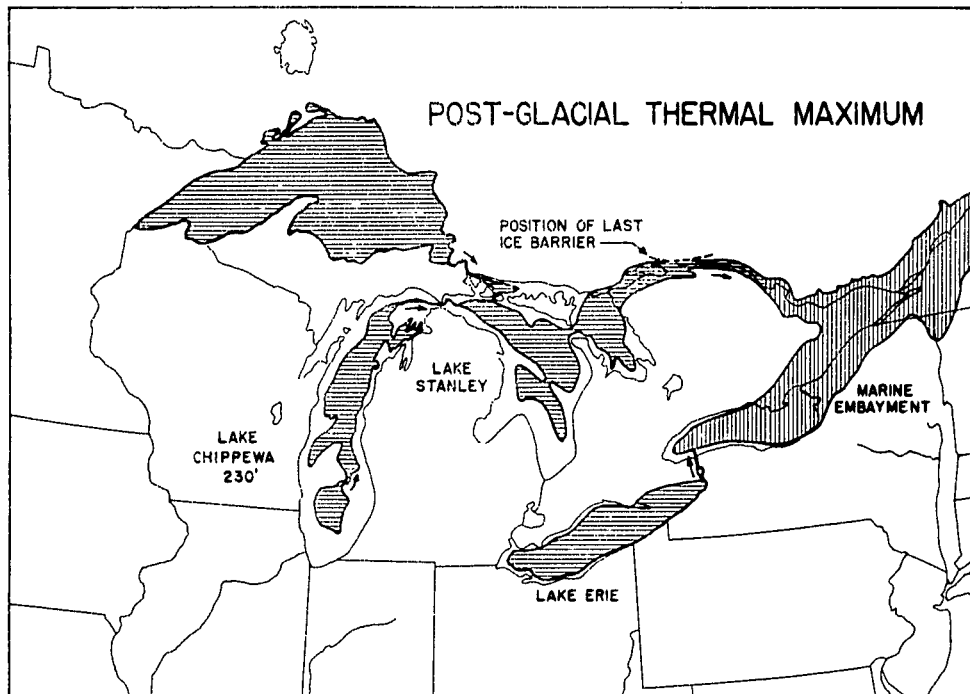 POST-GLACIAL THERMAL MAXIMUM
POSITION OF LAST
ICE BARRIER
LAKE
STANLEY
MARINE
EMBAYMENT
LAKE
CHIPPEWA
230'
LAKE ERIE